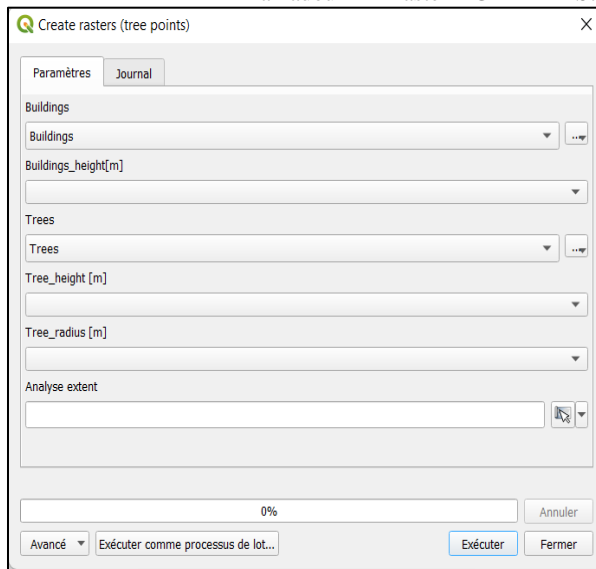 Create rasters (tree points)
Paramètres Journal
Buildings
Buildings
Buildings_height[m]
Trees
Trees
Tree_height [m]
Tree_radius [m]
Analyse extent
0% Annuler
Avancé Exécuter comme processus de lot... Exécuter Fermer